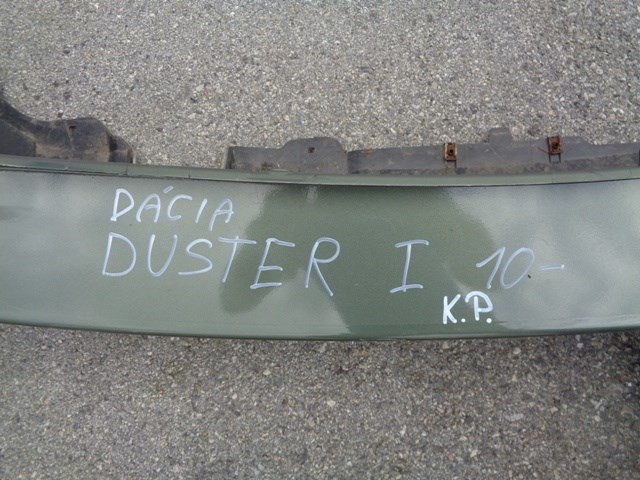 DÁCIA
DUSTER I 10-
K.P.